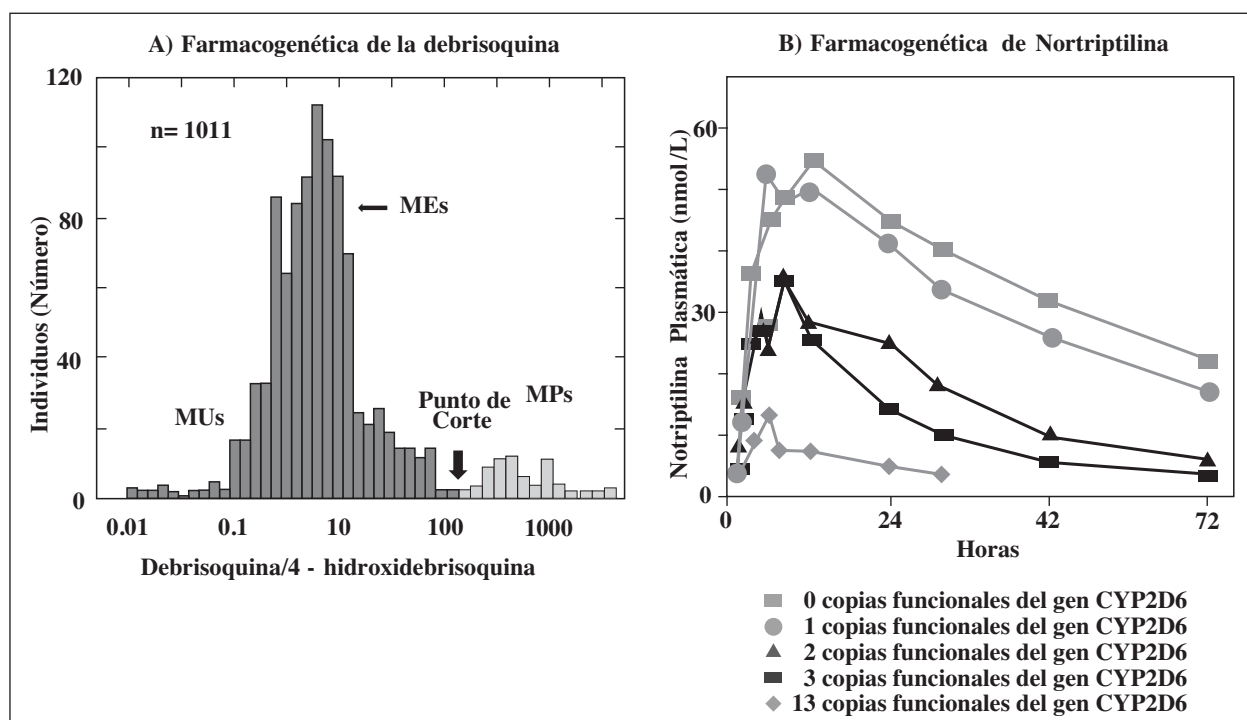 A) Farmacogenética de la debrisoquina
120
80
40
0
n= 1011
MEs
MUs
Punto de
Corte
MPs
Individuos (Número)
0.01 0.1 10 100 1000
Debrisoquina/4 - hidroxidebrisoquina
B) Farmacogenética de Nortriptilina
60
30
0
Notriptilina Plasmática (nmol/L)
0 24 42 72
Horas
0 copias funcionales del gen CYP2D6
1 copias funcionales del gen CYP2D6
2 copias funcionales del gen CYP2D6
3 copias funcionales del gen CYP2D6
13 copias funcionales del gen CYP2D6